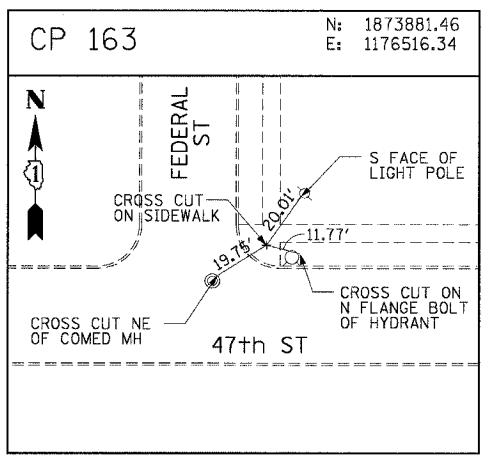 CP 163
N: 1873881.46
E: 1176516.34
N
1
FEDERAL
ST
S FACE OF
LIGHT POLE
CROSS CUT
ON SIDEWALK
20.01'
11.77'
19.75'
CROSS CUT ON
N FLANGE BOLT
OF HYDRANT
CROSS CUT NE
OF COMED MH
47th ST